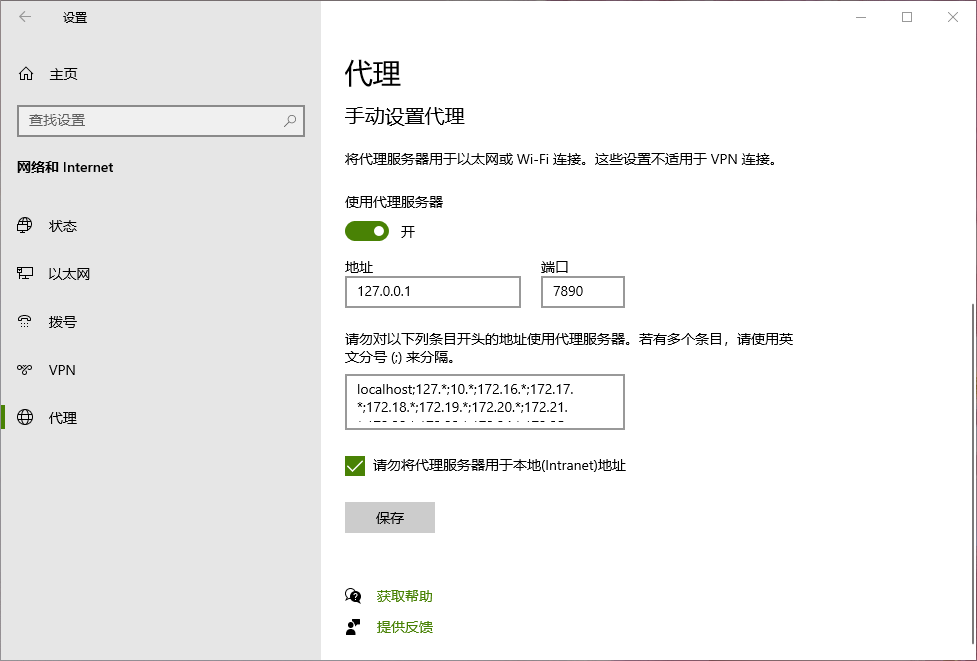 设置
主页
查找设置
网络和 Internet
状态
以太网
拨号
VPN
代理
代理
手动设置代理
将代理服务器用于以太网或 Wi-Fi 连接。这些设置不适用于 VPN 连接。
使用代理服务器
开
地址
端口
127.0.0.1
7890
请勿对以下列条目开头的地址使用代理服务器。若有多个条目，请使用英
文分号 (;) 来分隔。
localhost;127.*;10.*;172.16.*;172.17.
*;172.18.*;172.19.*;172.20.*;172.21.
请勿将代理服务器用于本地(Intranet)地址
保存
获取帮助
提供反馈